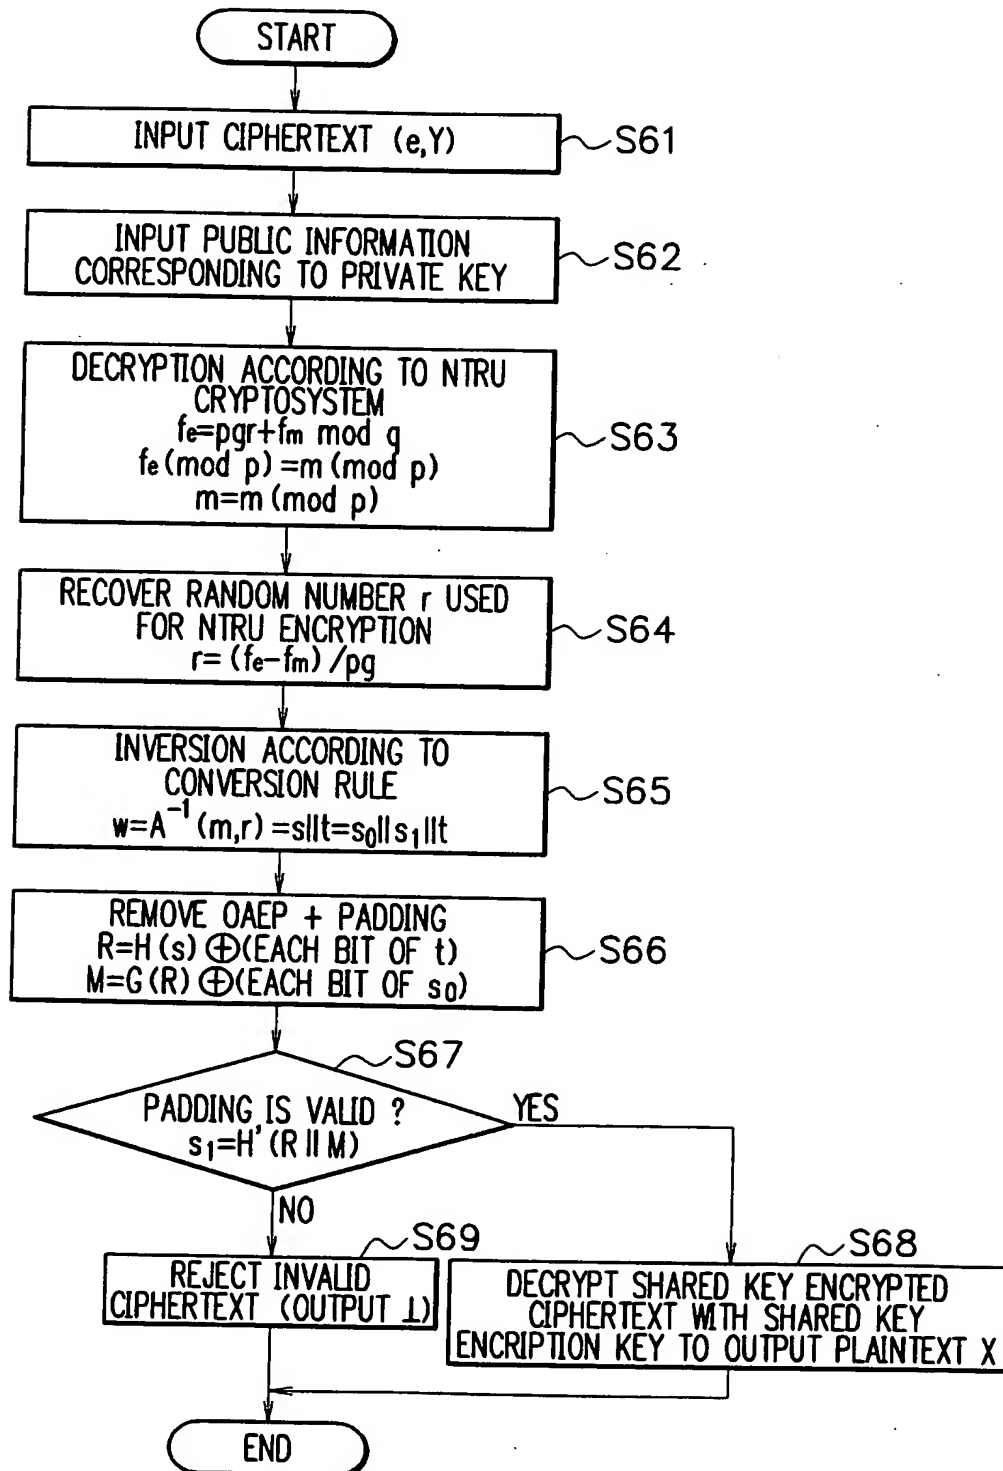 START
INPUT CIPHERTEXT (e,Y)
S61
INPUT PUBLIC INFORMATION
CORRESPONDING TO PRIVATE KEY
S62
DECRYPTION ACCORDING TO NTRU
CRYPTOSYSTEM
fe=pgr+fm mod q
fe(mod p)=m(mod p)
m=m(mod p)
S63
RECOVER RANDOM NUMBER r USED
FOR NTRU ENCRYPTION
r=(fe-fm)/pg
S64
INVERSION ACCORDING TO
CONVERSION RULE
w=A⁻¹(m,r)=s||t=s₀||s₁||t
S65
REMOVE OAEP + PADDING
R=H(s)⊕(EACH BIT OF t)
M=G(R)⊕(EACH BIT OF s₀)
S66
S67
PADDING IS VALID ?
s₁=H'(R||M)
YES
NO
S69
REJECT INVALID
CIPHERTEXT (OUTPUT ⊥)
S68
DECRYPT SHARED KEY ENCRYPTED
CIPHERTEXT WITH SHARED KEY
ENCRIPTION KEY TO OUTPUT PLAINTEXT X
END